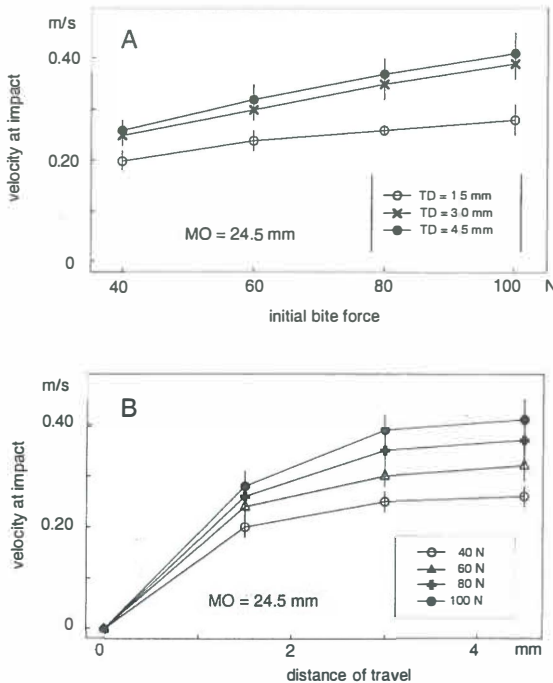 m/s
A
0.40
velocity at impact
0.20
TD = 1.5 mm
TD = 3.0 mm
TD = 4.5 mm
MO = 24.5 mm
0
40 60 80 100 N
initial bite force
m/s
B
0.40
velocity at impact
0.20
40 N
60 N
80 N
100 N
MO = 24.5 mm
0
0 2 4 mm
distance of travel